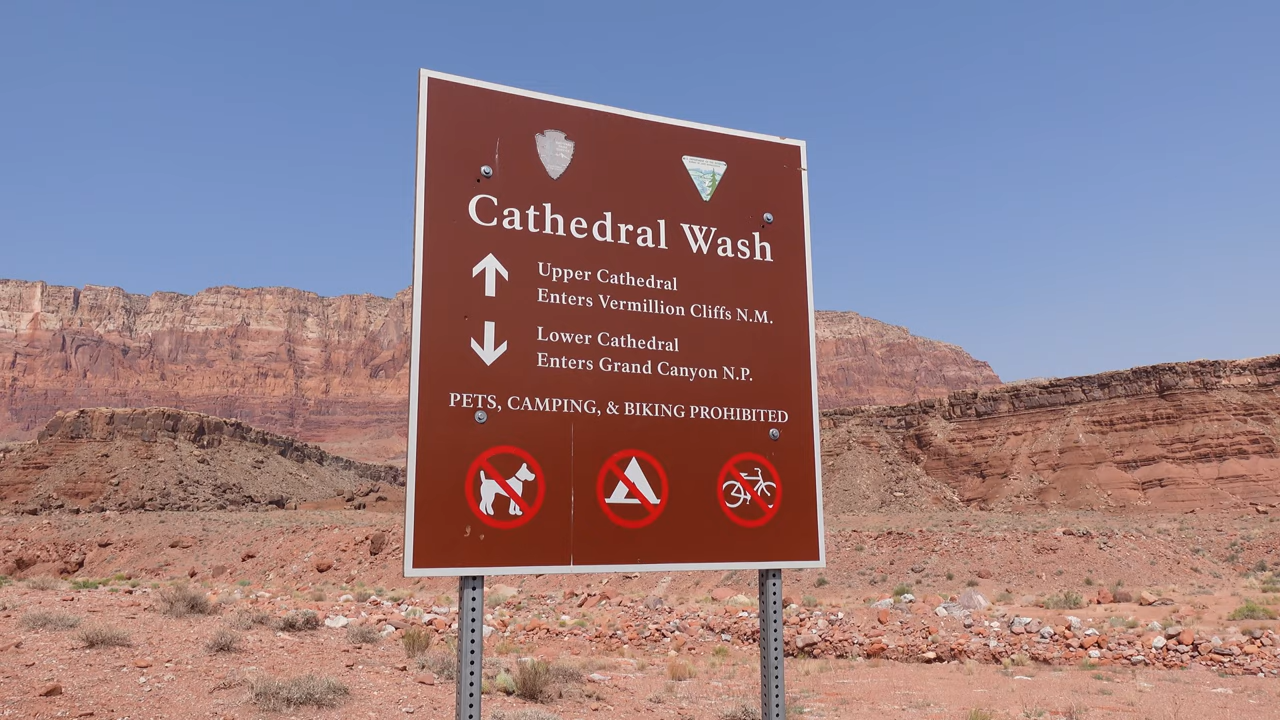 Cathedral Wash
Upper Cathedral
Enters Vermillion Cliffs N.M.
Lower Cathedral
Enters Grand Canyon N.P.
PETS, CAMPING, & BIKING PROHIBITED